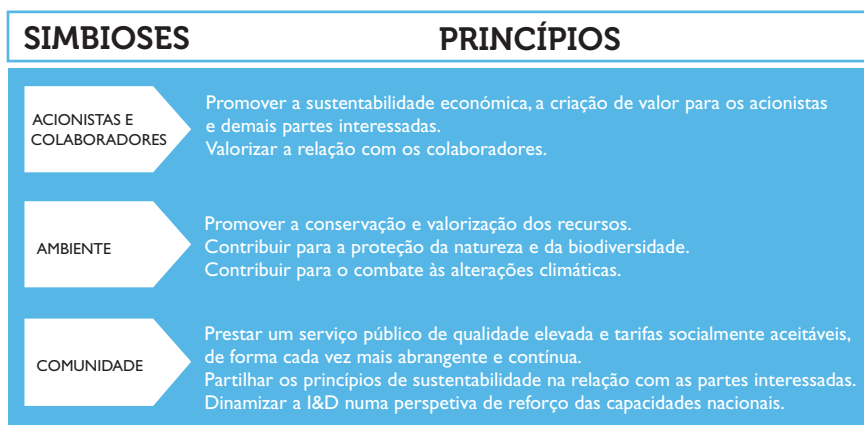 SIMBIOSES PRINCÍPIOS
ACIONISTAS E
COLABORADORES
Promover a sustentabilidade económica, a criação de valor para os acionistas
e demais partes interessadas.
Valorizar a relação com os colaboradores.
AMBIENTE
Promover a conservação e valorização dos recursos.
Contribuir para a proteção da natureza e da biodiversidade.
Contribuir para o combate às alterações climáticas.
COMUNIDADE
Prestar um serviço público de qualidade elevada e tarifas socialmente aceitáveis,
de forma cada vez mais abrangente e contínua.
Partilhar os princípios de sustentabilidade na relação com as partes interessadas.
Dinamizar a I&D numa perspetiva de reforço das capacidades nacionais.